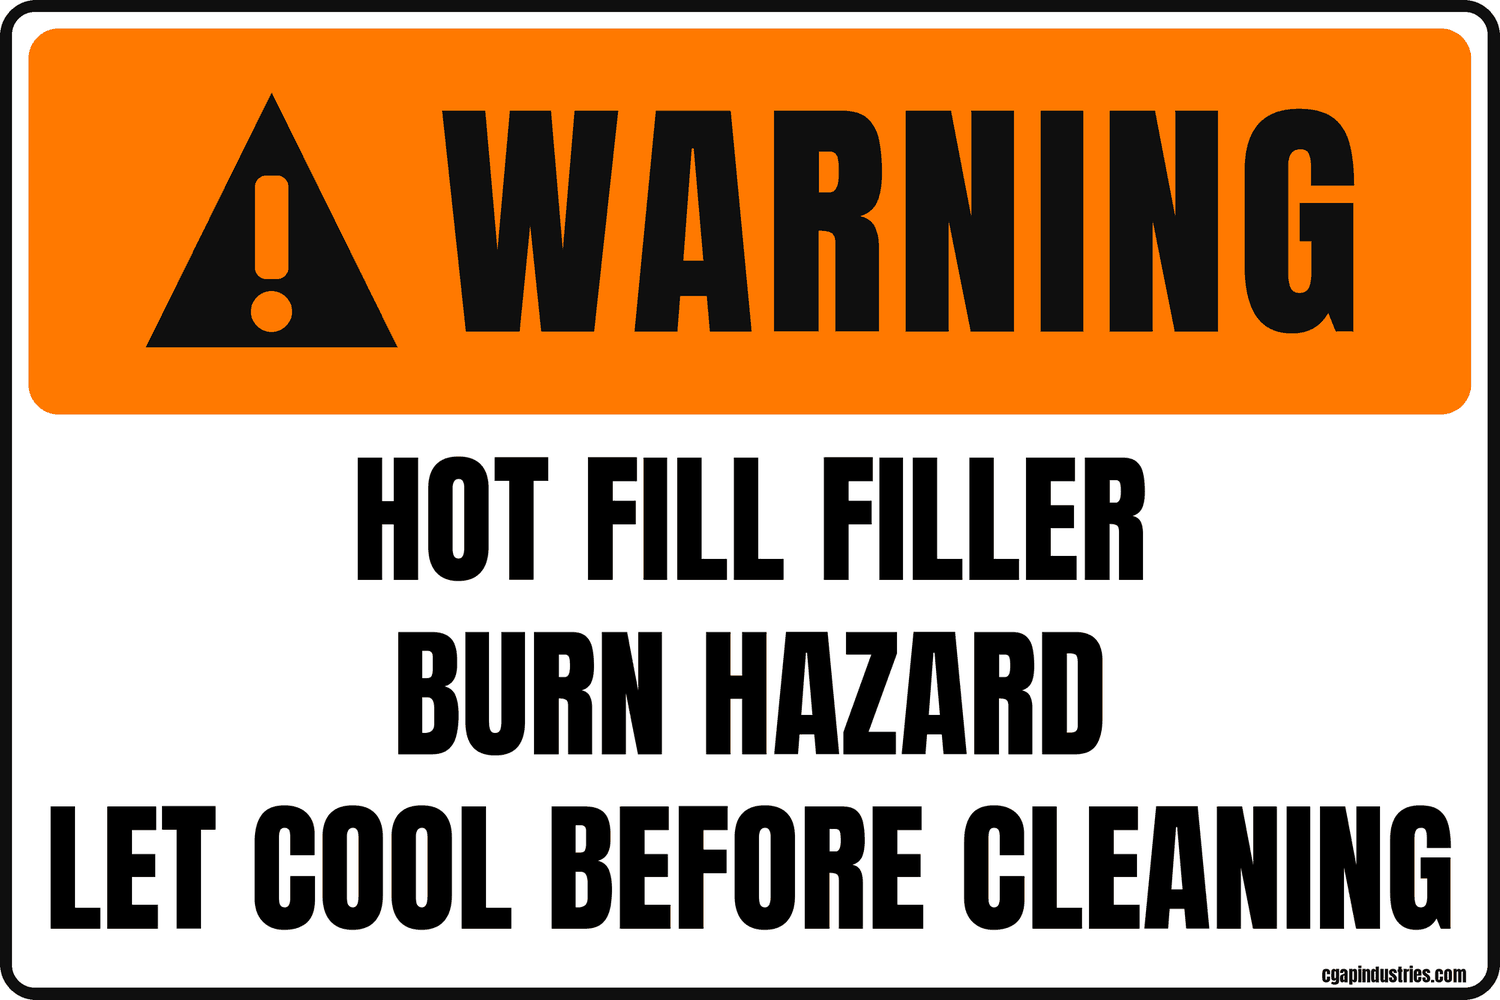 WARNING
HOT FILL FILLER
BURN HAZARD
LET COOL BEFORE CLEANING
cgapindustries.com